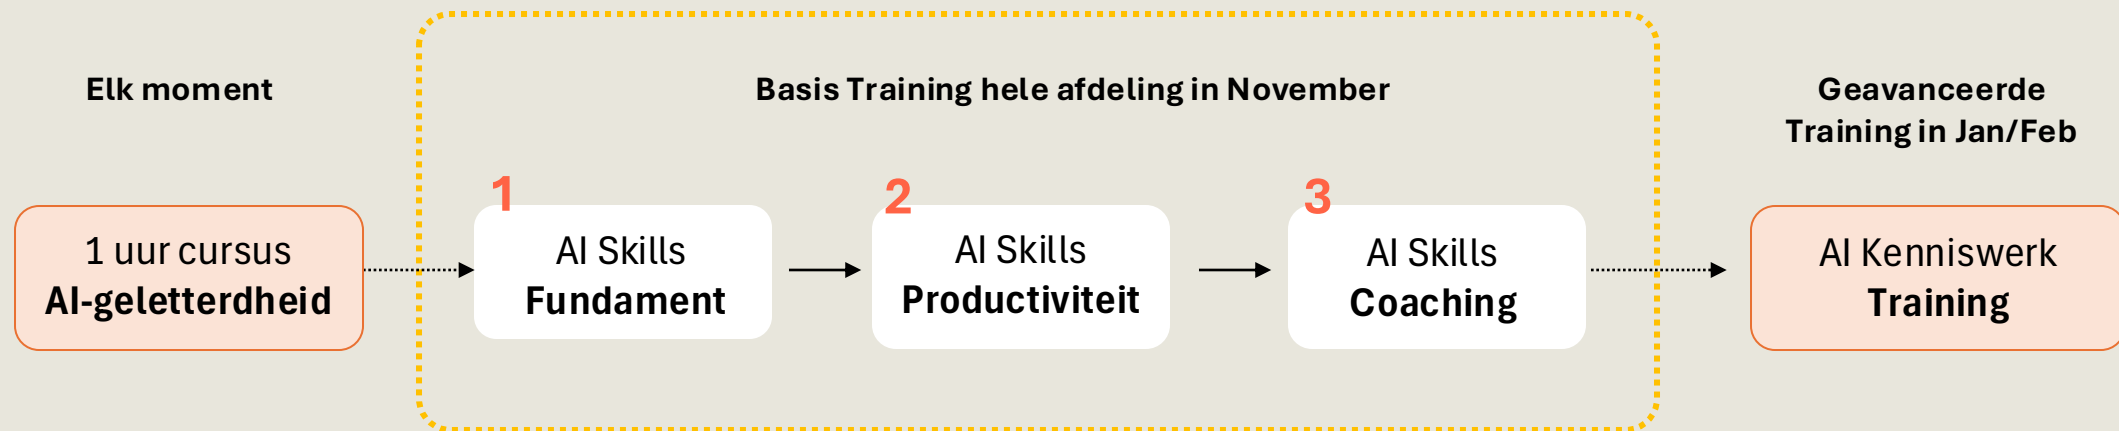 Elk moment
Basis Training hele afdeling in November
Geavanceerde
Training in Jan/Feb
1 uur cursus
AI-geletterdheid
1
AI Skills
Fundament
2
AI Skills
Productiviteit
3
AI Skills
Coaching
AI Kenniswerk
Training